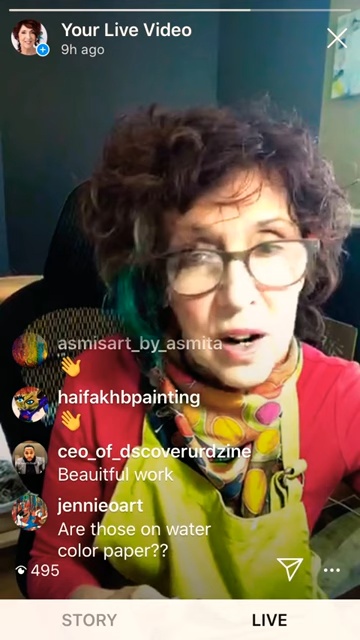 Your Live Video
9h ago
asmisart_by_asmita
haifakhbpainting
ceo_of_dscoverurdzine
Beauitful work
jennieoart
Are those on water
color paper??
495
STORY
LIVE